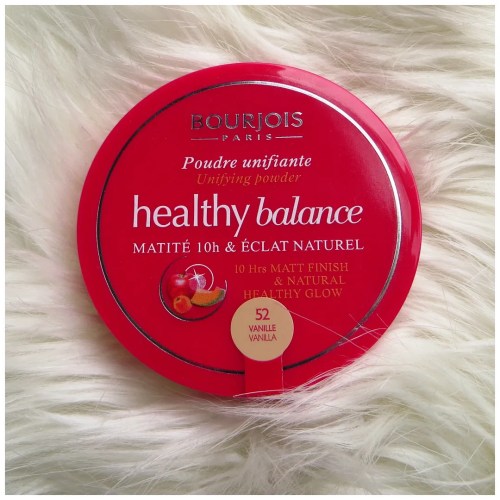 BOURJOIS
PARIS
Poudre unifiante
Unifying powder
healthy balance
MATITÉ 10h & ÉCLAT NATUREL
10 Hrs MATT FINISH
& NATURAL
HEALTHY GLOW
52
VANILLE
VANILLA